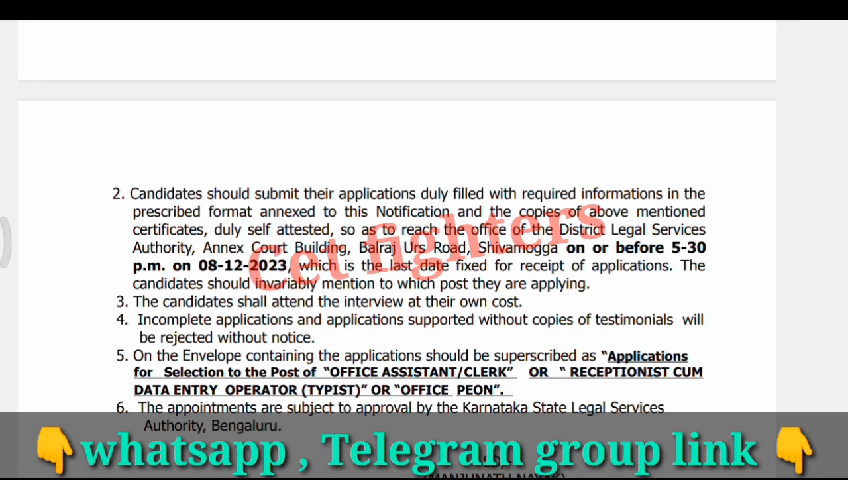 2. Candidates should submit their applications duly filled with required informations in the
prescribed format annexed to this Notification and the copies of above mentioned
certificates, duly self attested, so as to reach the office of the District Legal Services
Authority, Annex Court Building, Balraj Urs Road, Shivamogga on or before 5-30
p.m. on 08-12-2023, which is the last date fixed for receipt of applications. The
candidates should invariably mention to which post they are applying.
3. The candidates shall attend the interview at their own cost.
4. Incomplete applications and applications supported without copies of testimonials will
be rejected without notice.
5. On the Envelope containing the applications should be superscribed as "Applications
for Selection to the Post of "OFFICE ASSISTANT/CLERK" OR " RECEPTIONIST CUM
DATA ENTRY OPERATOR (TYPIST)" OR "OFFICE PEON".
6. The appointments are subject to approval by the Karnataka State Legal Services
Authority, Bengaluru.
Cet fighters
👇whatsapp , Telegram group link 👇
(MANJUNATH NAYAK)